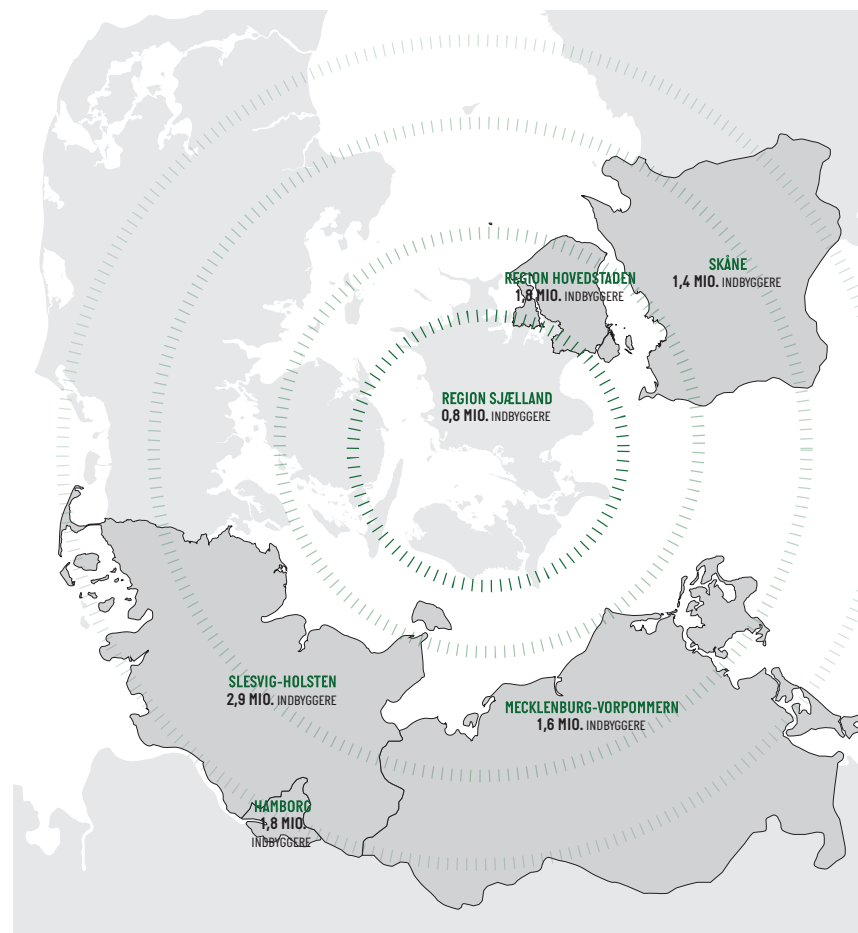 REGION HOVEDSTADEN
1,8 MIO. INDBYGGERE
SKÅNE
1,4 MIO. INDBYGGERE
REGION SJÆLLAND
0,8 MIO. INDBYGGERE
SLESVIG-HOLSTEN
2,9 MIO. INDBYGGERE
MECKLENBURG-VORPOMMERN
1,6 MIO. INDBYGGERE
HAMBORG
1,8 MIO.
INDBYGGERE